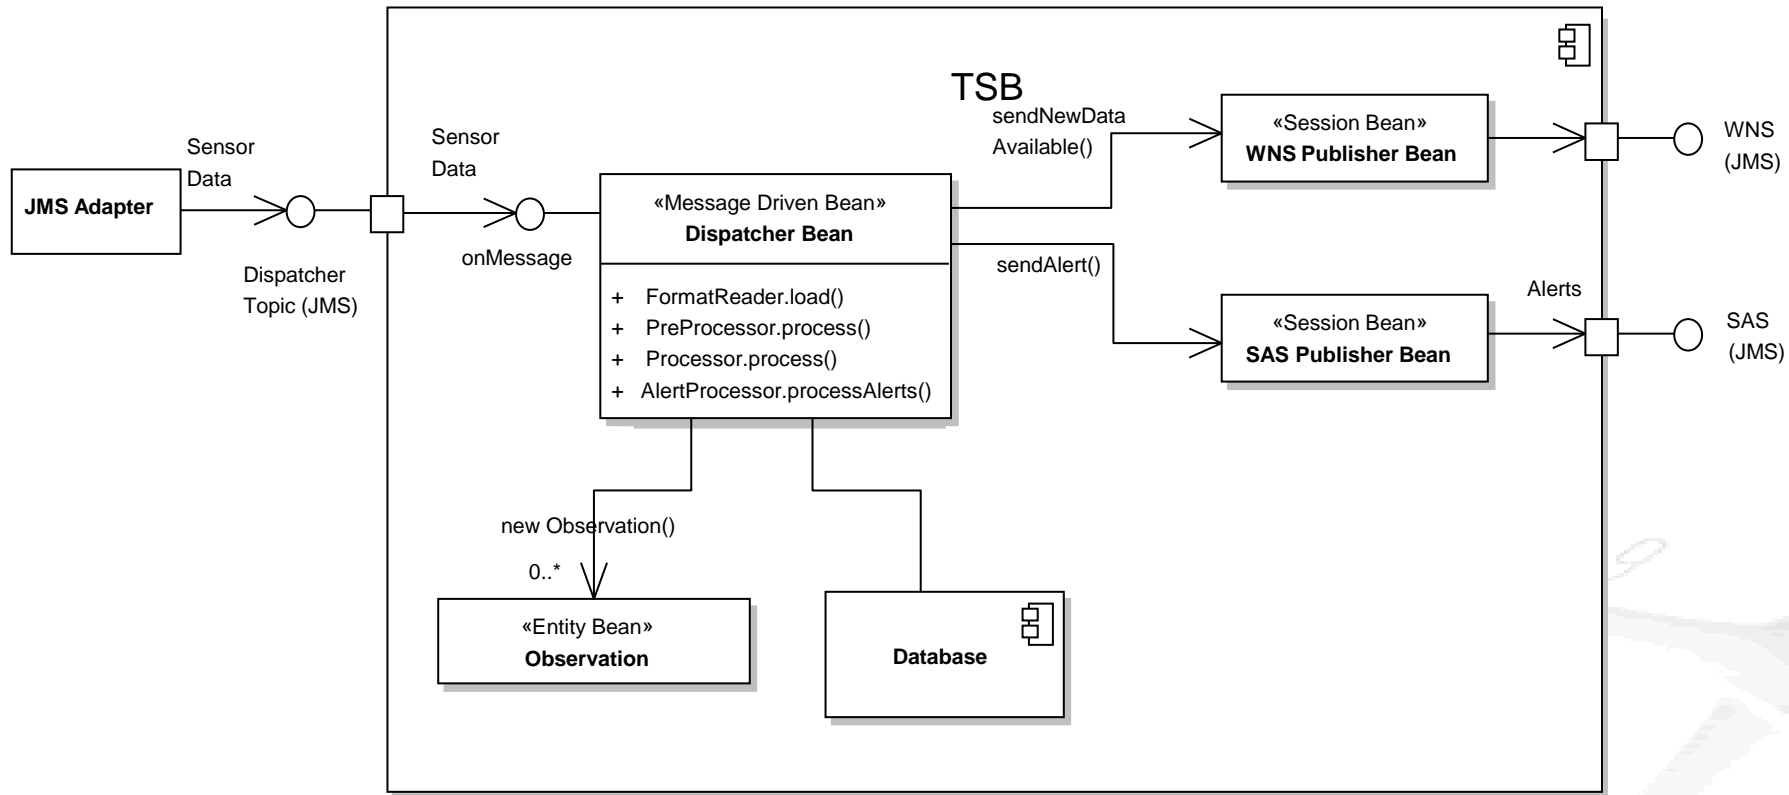 TSB
sendNewData
Available()
«Session Bean»
WNS Publisher Bean
WNS
(JMS)
Sensor
Data
Sensor
Data
JMS Adapter
«Message Driven Bean»
Dispatcher Bean
onMessage
Dispatcher
Topic (JMS)
sendAlert()
+ FormatReader.load()
+ PreProcessor.process()
+ Processor.process()
+ AlertProcessor.processAlerts()
«Session Bean»
SAS Publisher Bean
Alerts
SAS
(JMS)
new Observation()
0..*
«Entity Bean»
Observation
Database